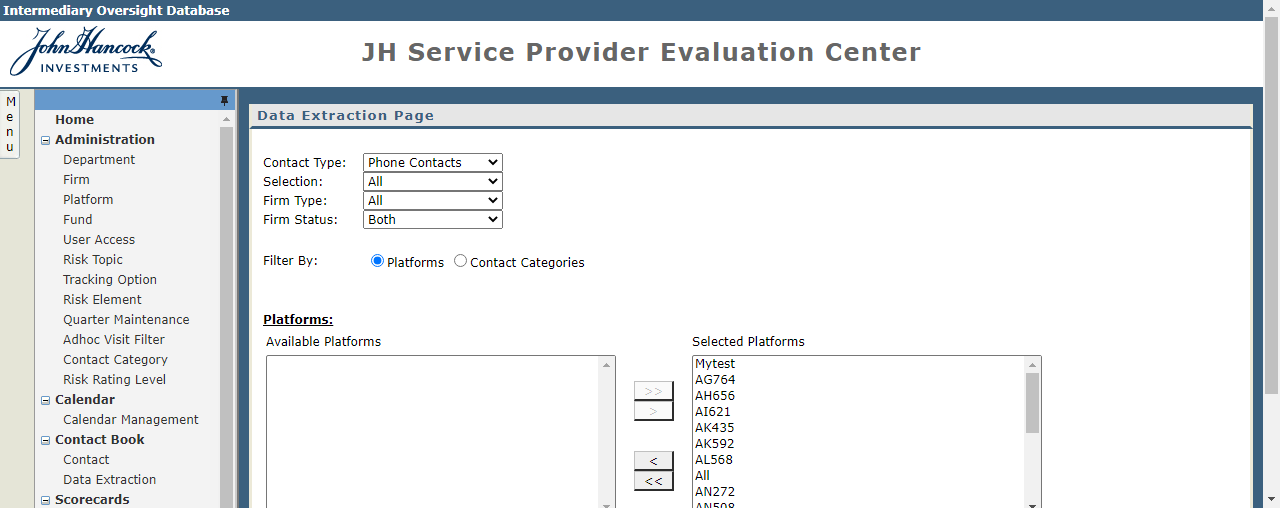 Intermediary Oversight Database
John Hancock
INVESTMENTS
JH Service Provider Evaluation Center
Menu
Home
Administration
Department
Firm
Platform
Fund
User Access
Risk Topic
Tracking Option
Risk Element
Quarter Maintenance
Adhoc Visit Filter
Contact Category
Risk Rating Level
Calendar
Calendar Management
Contact Book
Contact
Data Extraction
Scorecards
Data Extraction Page
Contact Type: Phone Contacts
Selection: All
Firm Type: All
Firm Status: Both
Filter By: Platforms Contact Categories
Platforms:
Available Platforms
>>
>
<
<<
Selected Platforms
Mytest
AG764
AH656
AI621
AK435
AK592
AL568
All
AN272
AN508